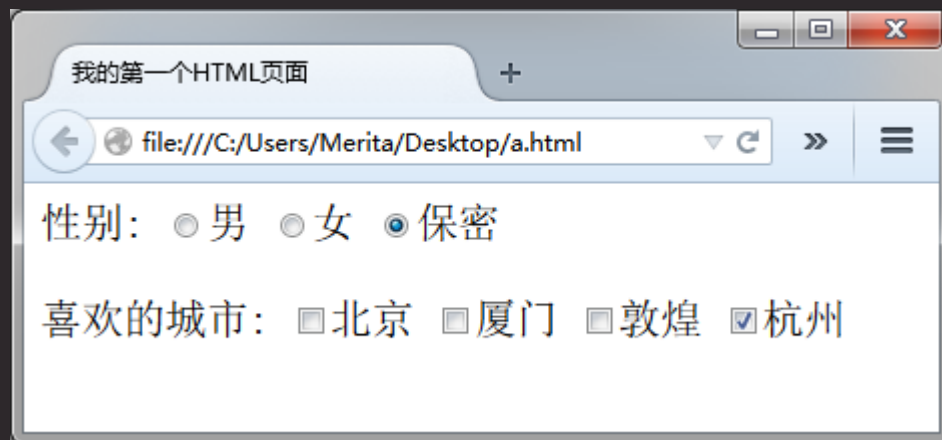 我的第一个HTML页面
file:///C:/Users/Merita/Desktop/a.html
性别: 男 女 保密
喜欢的城市: 北京 厦门 敦煌 杭州